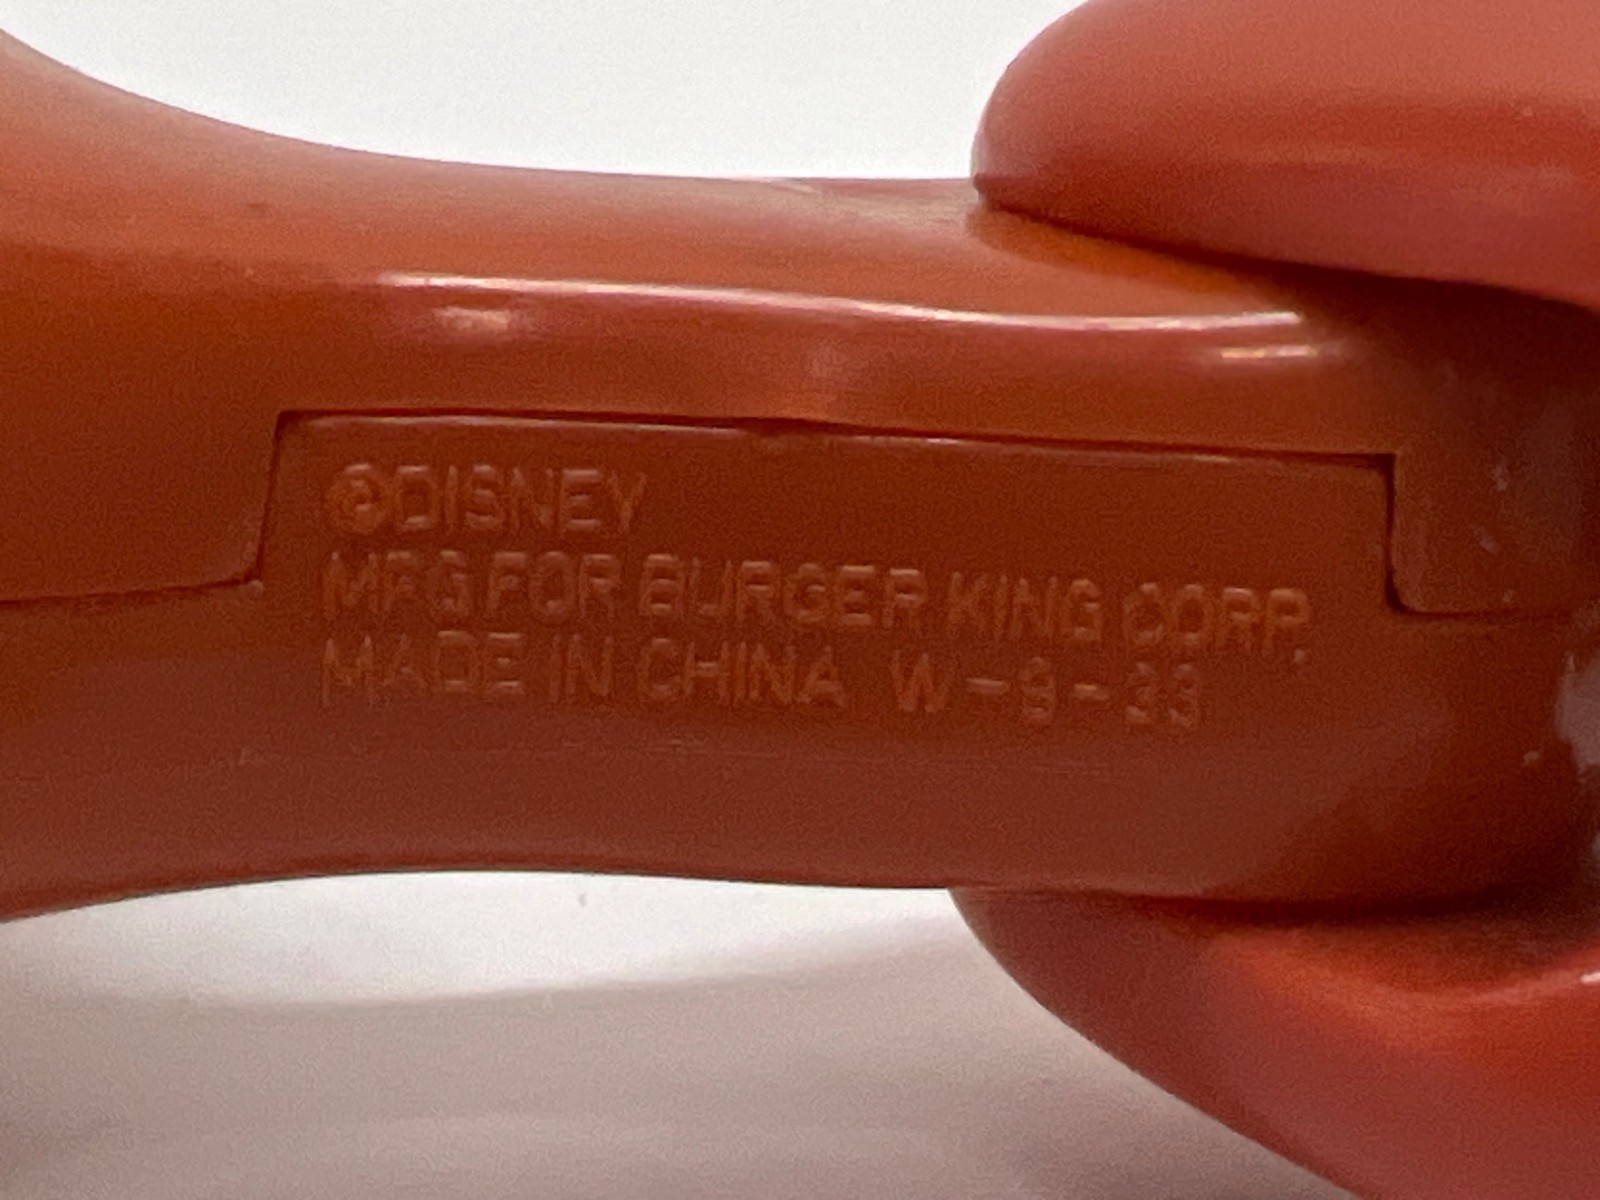 ©DISNEY
MFG FOR BURGER KING CORP.
MADE IN CHINA W-9-33